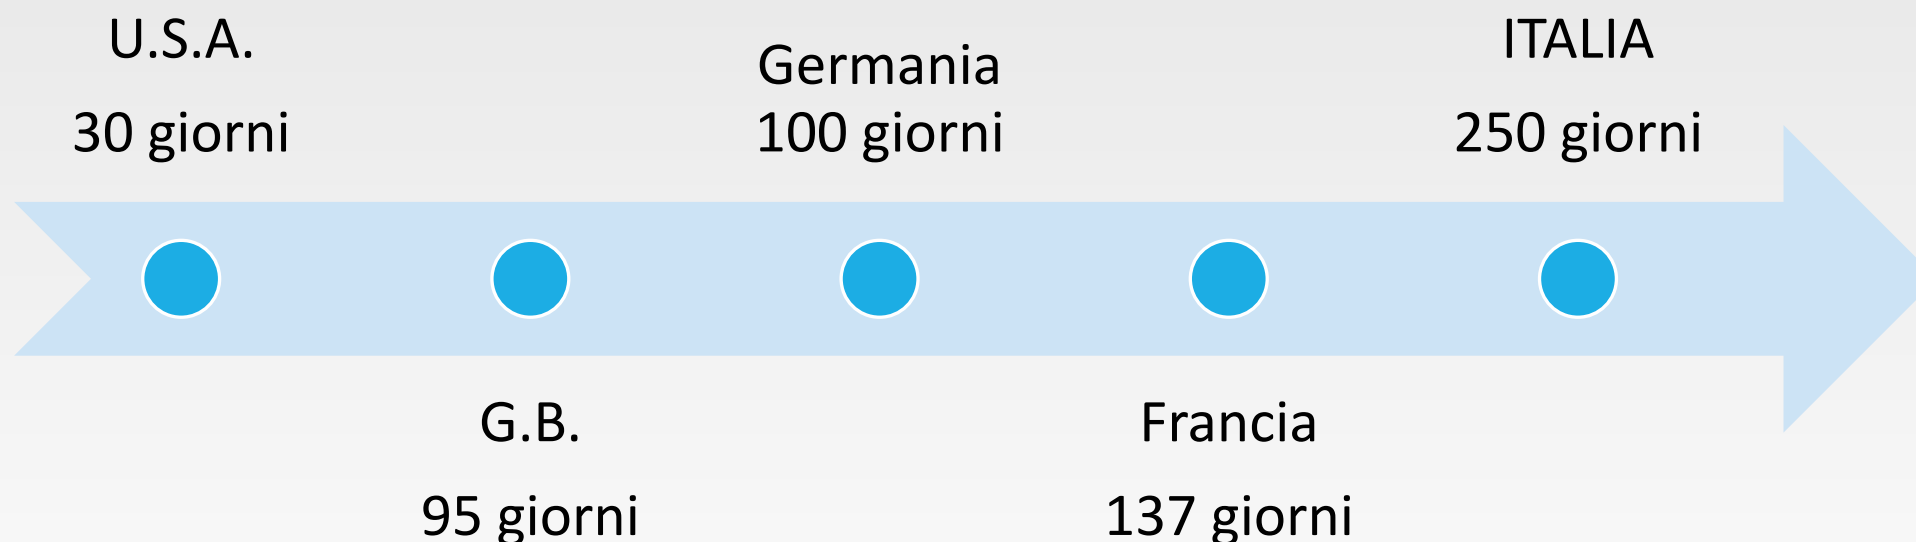 U.S.A.
30 giorni
G.B.
95 giorni
Germania
100 giorni
Francia
137 giorni
ITALIA
250 giorni